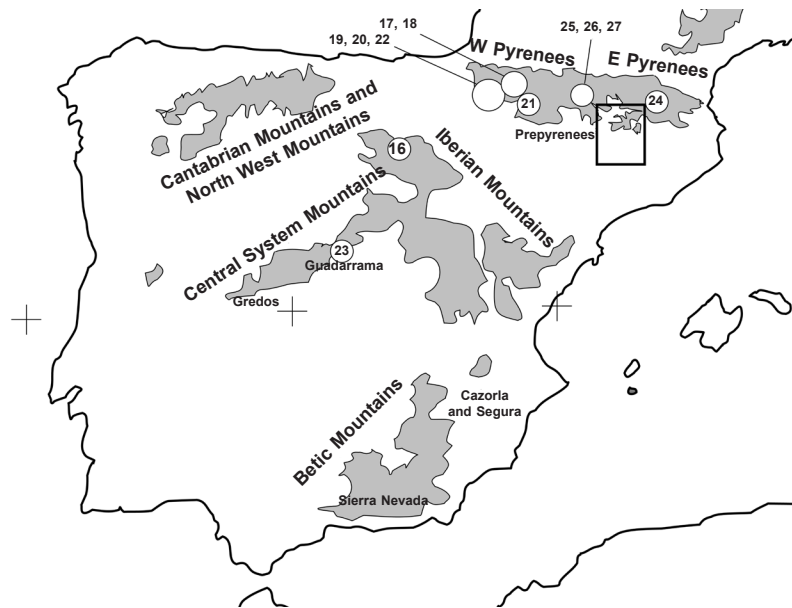 17, 18
19, 20, 22
25, 26, 27
W Pyrenees
E Pyrenees
21
24
Prepyrenees
Cantabrian Mountains and
North West Mountains
16
Iberian Mountains
Central System Mountains
23
Guadarrama
Gredos
Cazorla
and Segura
Betic Mountains
Sierra Nevada